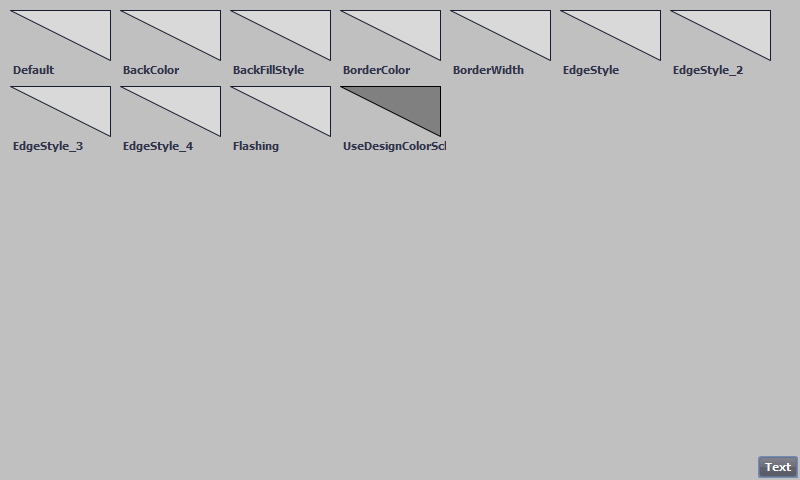 Default BackColor BackFillStyle BorderColor BorderWidth EdgeStyle EdgeStyle_2
EdgeStyle_3 EdgeStyle_4 Flashing UseDesignColorScl
Text